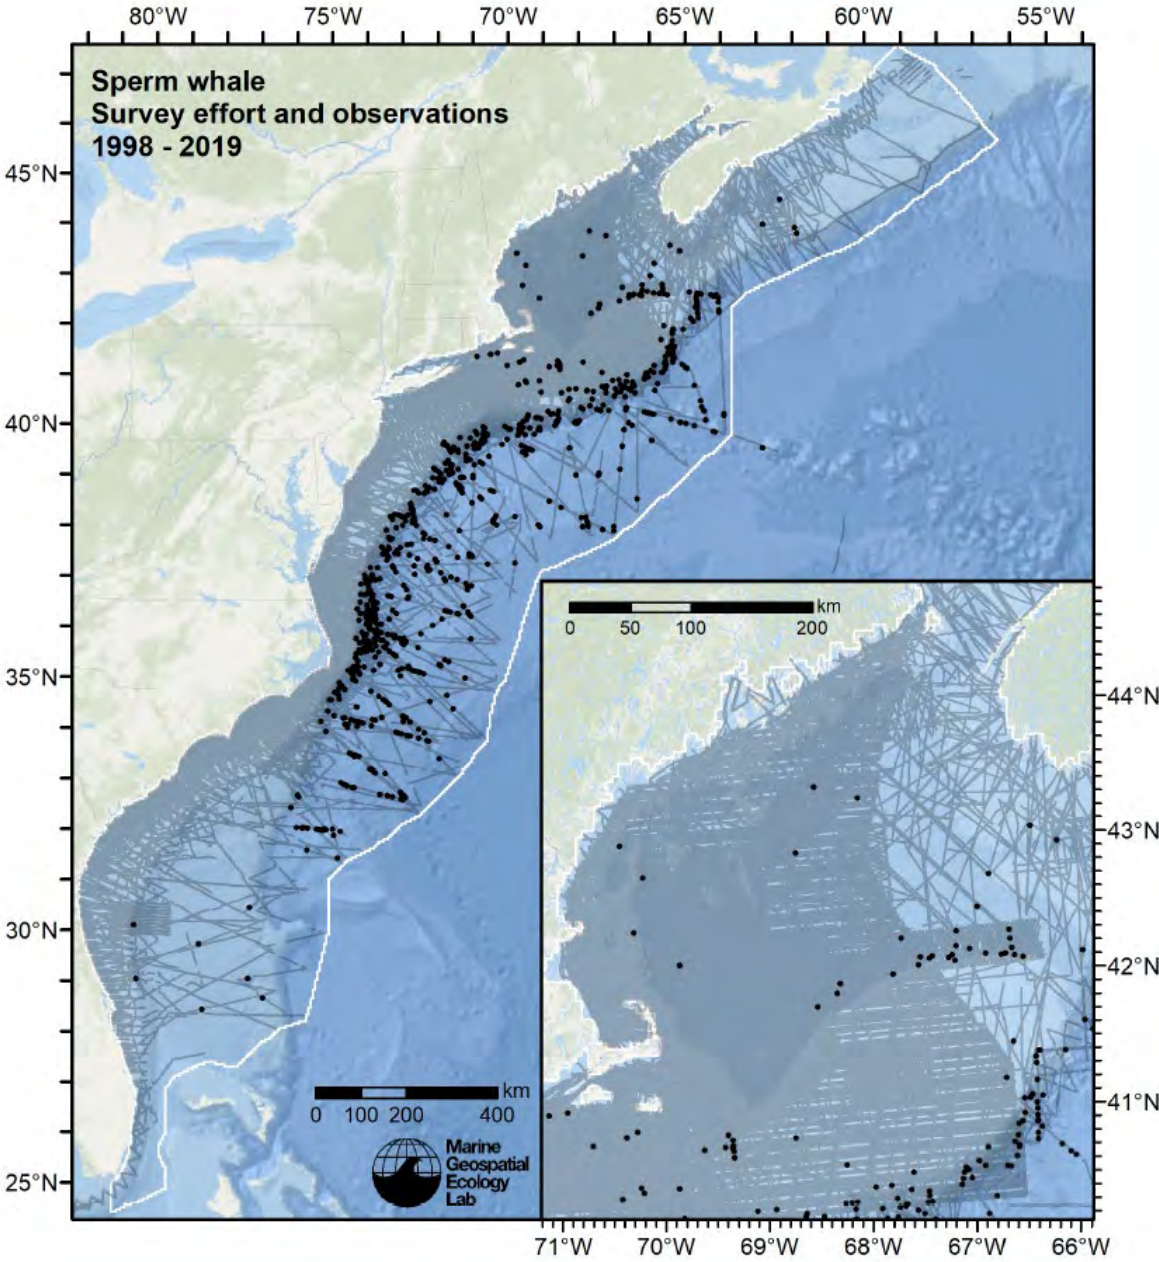 80°W 75°W 70°W 65°W 60°W 55°W
Sperm whale
Survey effort and observations
1998 - 2019
45°N
40°N
35°N
30°N
25°N
km
0 100 200 400
Marine
Geospatial
Ecology
Lab
km
0 50 100 200
44°N
43°N
42°N
41°N
71°W 70°W 69°W 68°W 67°W 66°W